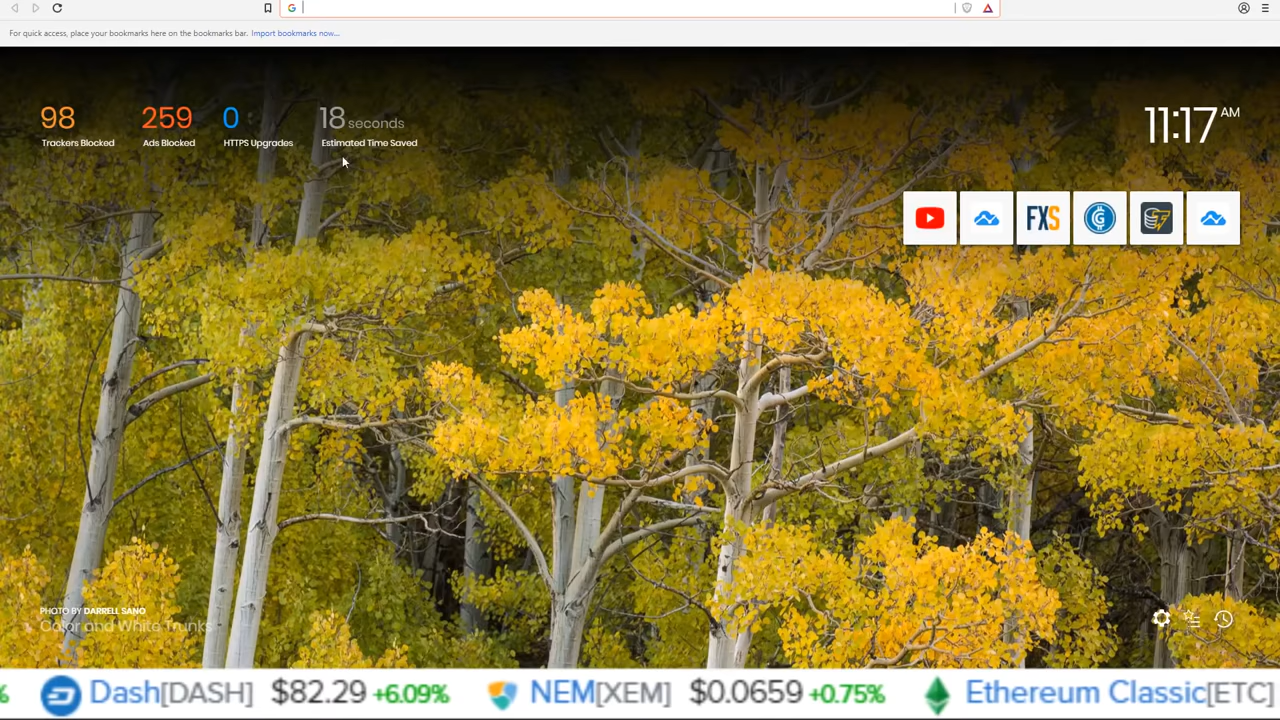 For quick access, place your bookmarks here on the bookmarks bar. Import bookmarks now...
98 259 0 18 seconds
Trackers Blocked Ads Blocked HTTPS Upgrades Estimated Time Saved
11:17 AM
FXS
PHOTO BY DARRELL SANO
Color and White Trunks
% Dash[DASH] $82.29 +6.09% NEM[XEM] $0.0659 +0.75% Ethereum Classic[ETC]